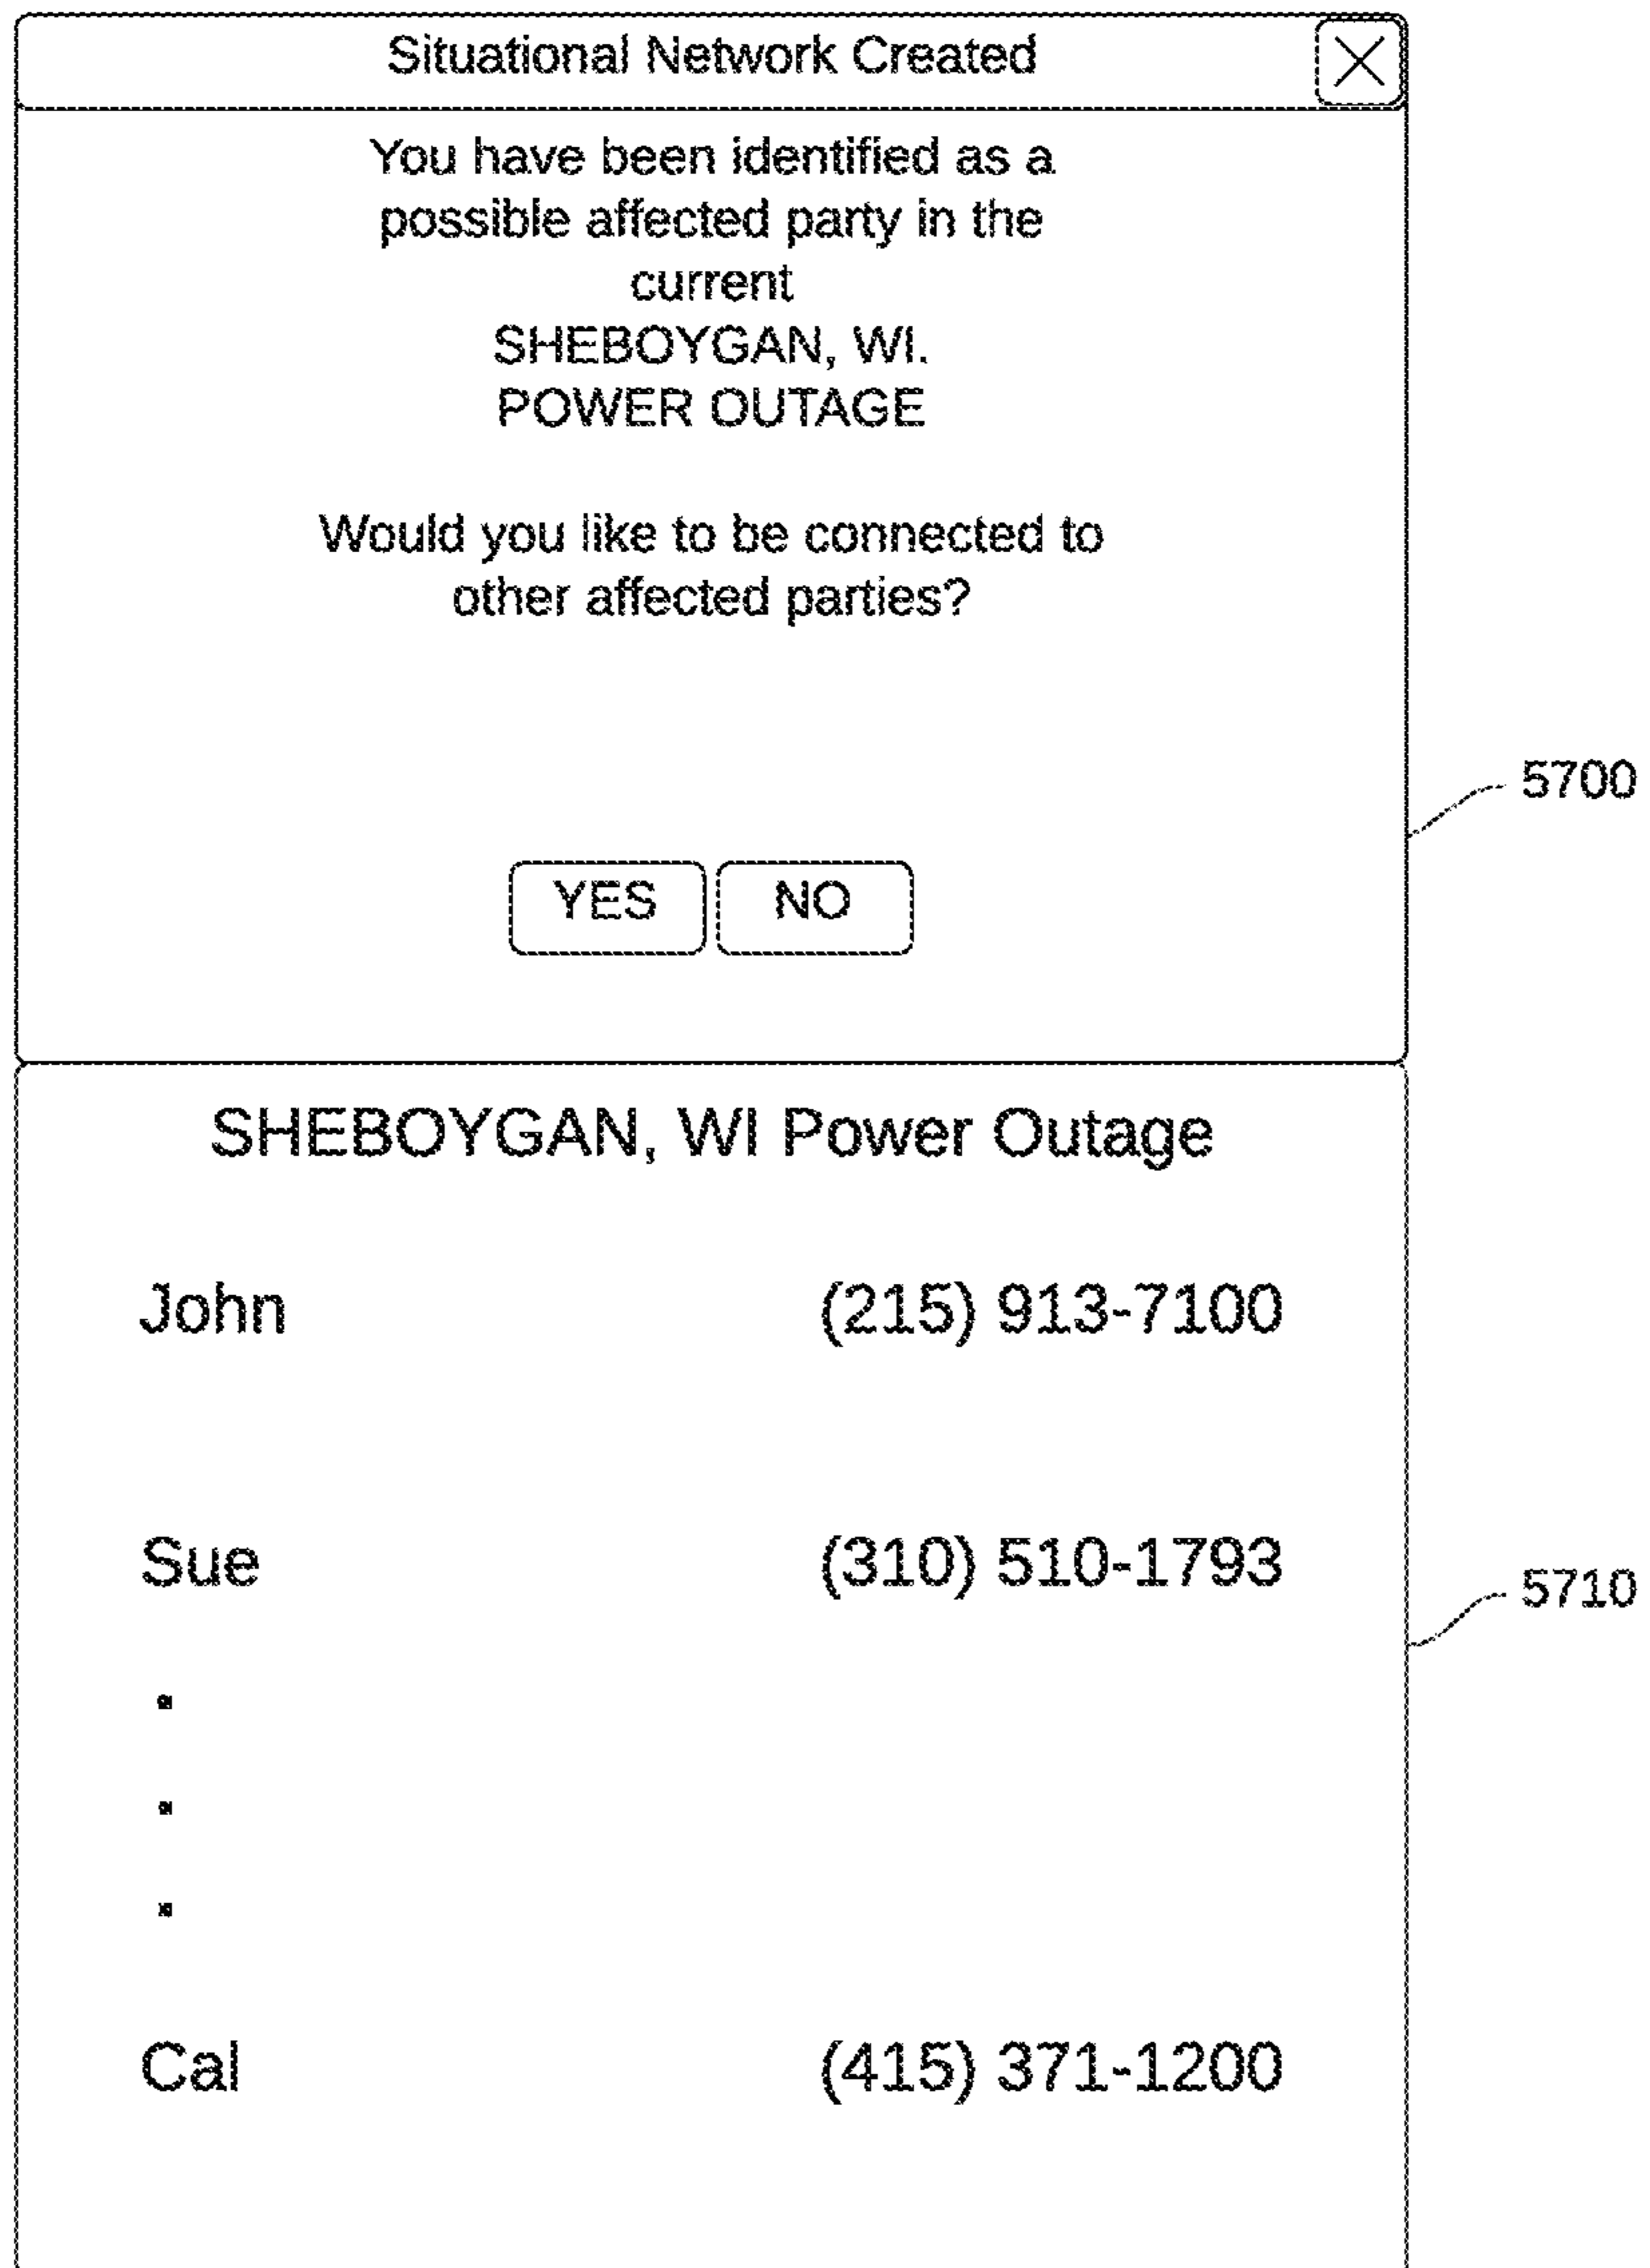 Situational Network Created
You have been identified as a
possible affected party in the
current
SHEBOYGAN, WI.
POWER OUTAGE
Would you like to be connected to
other affected parties?
5700
YES NO
SHEBOYGAN, WI Power Outage
John (215) 913-7100
Sue (310) 510-1793
5710
Cal (415) 371-1200